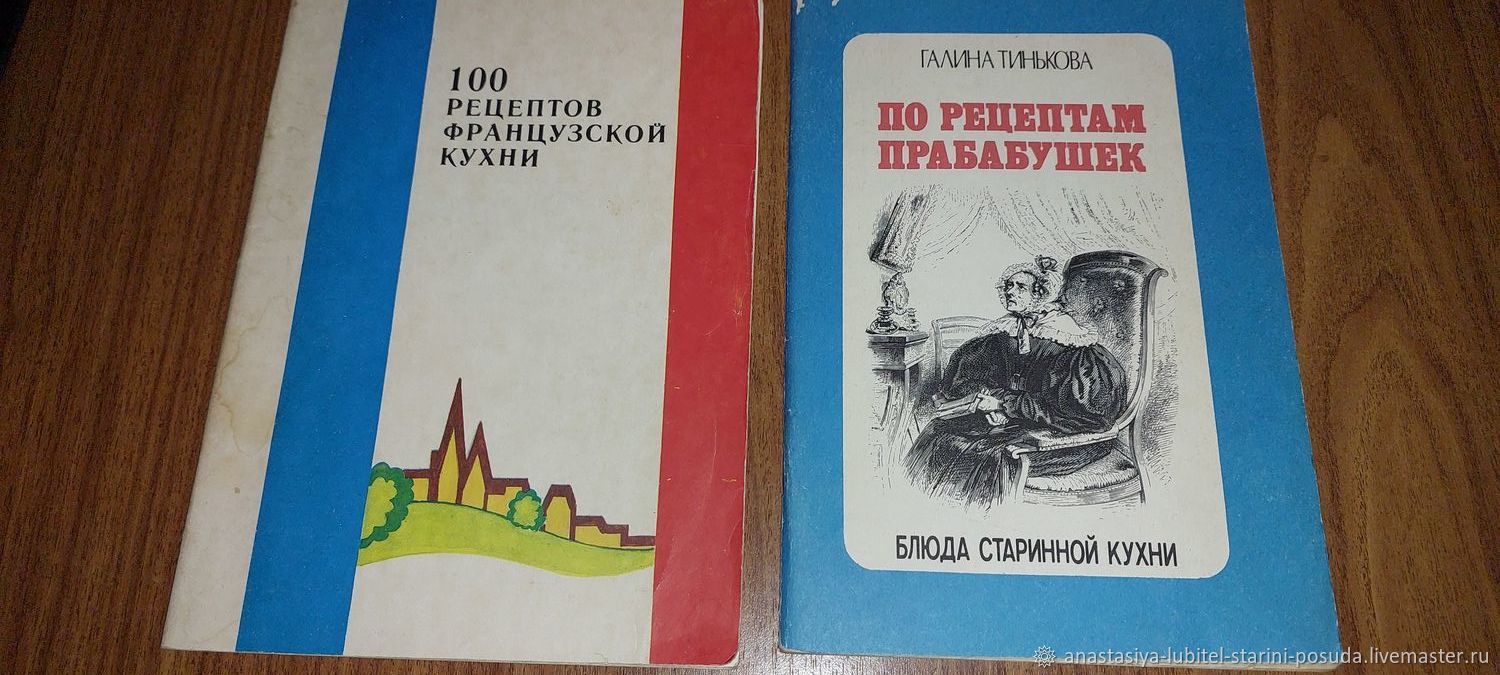 100
РЕЦЕПТОВ
ФРАНЦУЗСКОЙ
КУХНИ
ГАЛИНА ТИНЬКОВА
ПО РЕЦЕПТАМ
ПРАБАБУШЕК
БЛЮДА СТАРИННОЙ КУХНИ
anastasiya-lubitel-starini-posuda.livemaster.ru